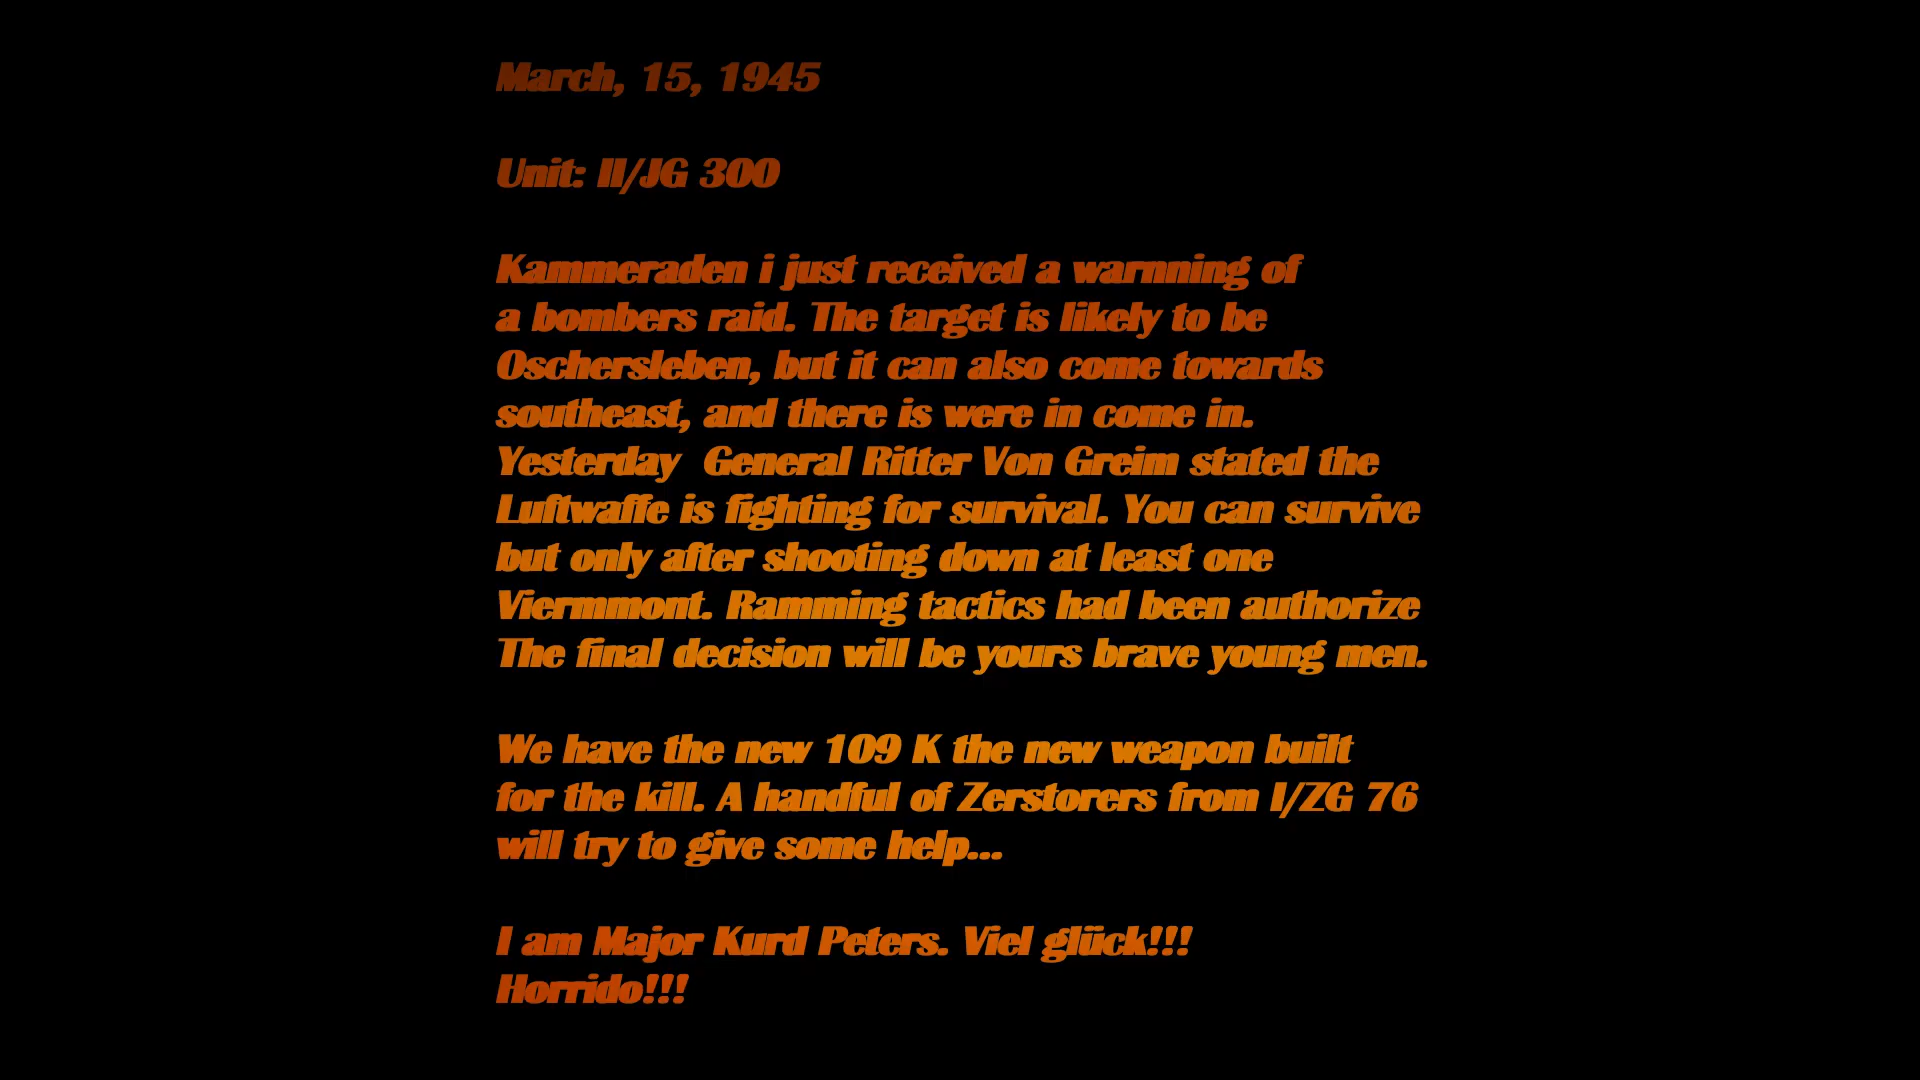 March, 15, 1945
Unit: II/JG 300
Kammeraden i just received a warnning of
a bombers raid. The target is likely to be
Oschersleben, but it can also come towards
southeast, and there is were in come in.
Yesterday  General Ritter Von Greim stated the
Luftwaffe is fighting for survival. You can survive
but only after shooting down at least one
Viermmont. Ramming tactics had been authorize
The final decision will be yours brave young men.
We have the new 109 K the new weapon built
for the kill. A handful of Zerstorers from I/ZG 76
will try to give some help...
I am Major Kurd Peters. Viel glück!!!
Horrido!!!